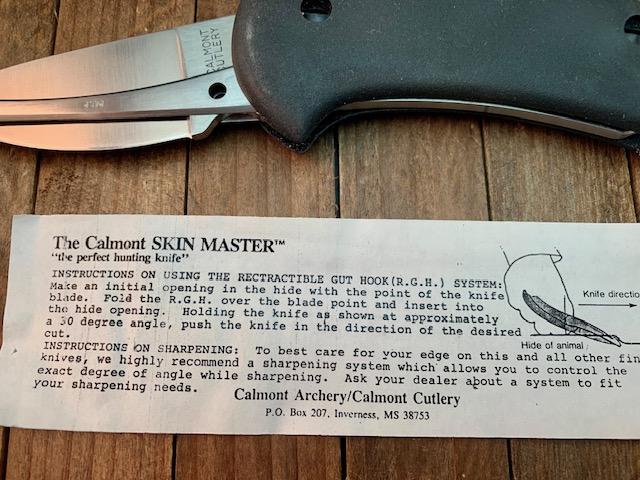 CALMONT
CUTLERY
The Calmont SKIN MASTER™
"the perfect hunting knife"
INSTRUCTIONS ON USING THE RECTRACTIBLE GUT HOOK(R.G.H.) SYSTEM:
Make an initial opening in the hide with the point of the knife
blade. Fold the R.G.H. over the blade point and insert into
the hide opening. Holding the knife as shown at approximately
a 30 degree angle, push the knife in the direction of the desired
cut.
Knife directio
Hide of animal
INSTRUCTIONS ON SHARPENING: To best care for your edge on this and all other fin
knives, we highly recommend a sharpening system which allows you to control the
exact degree of angle while sharpening. Ask your dealer about a system to fit
your sharpening needs.
Calmont Archery/Calmont Cutlery
P.O. Box 207, Inverness, MS 38753